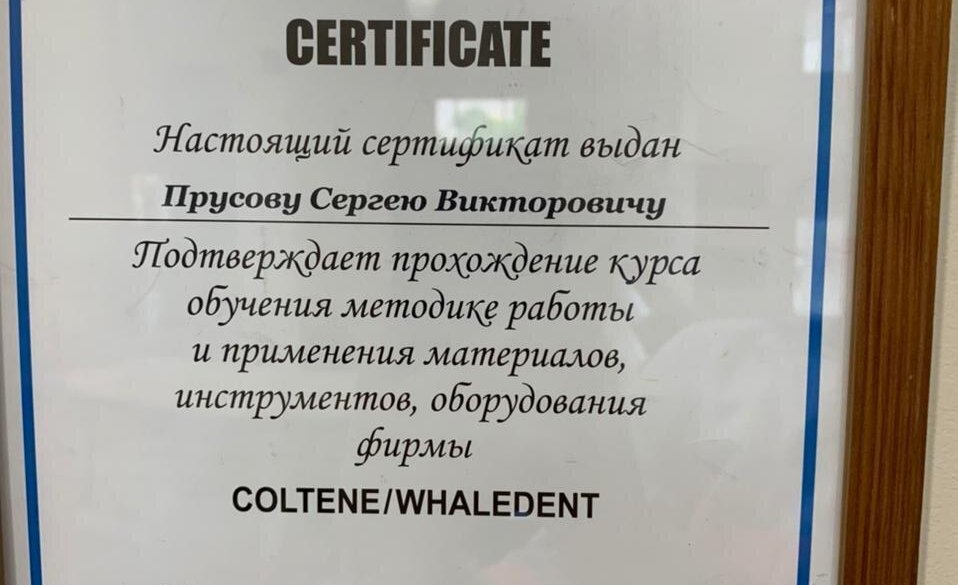 CERTIFICATE
Настоящий сертификат выдан
Прусову Сергею Викторовичу
Подтверждает прохождение курса
обучения методике работы
и применения материалов,
инструментов, оборудования
фирмы
COLTENE/WHALEDENT